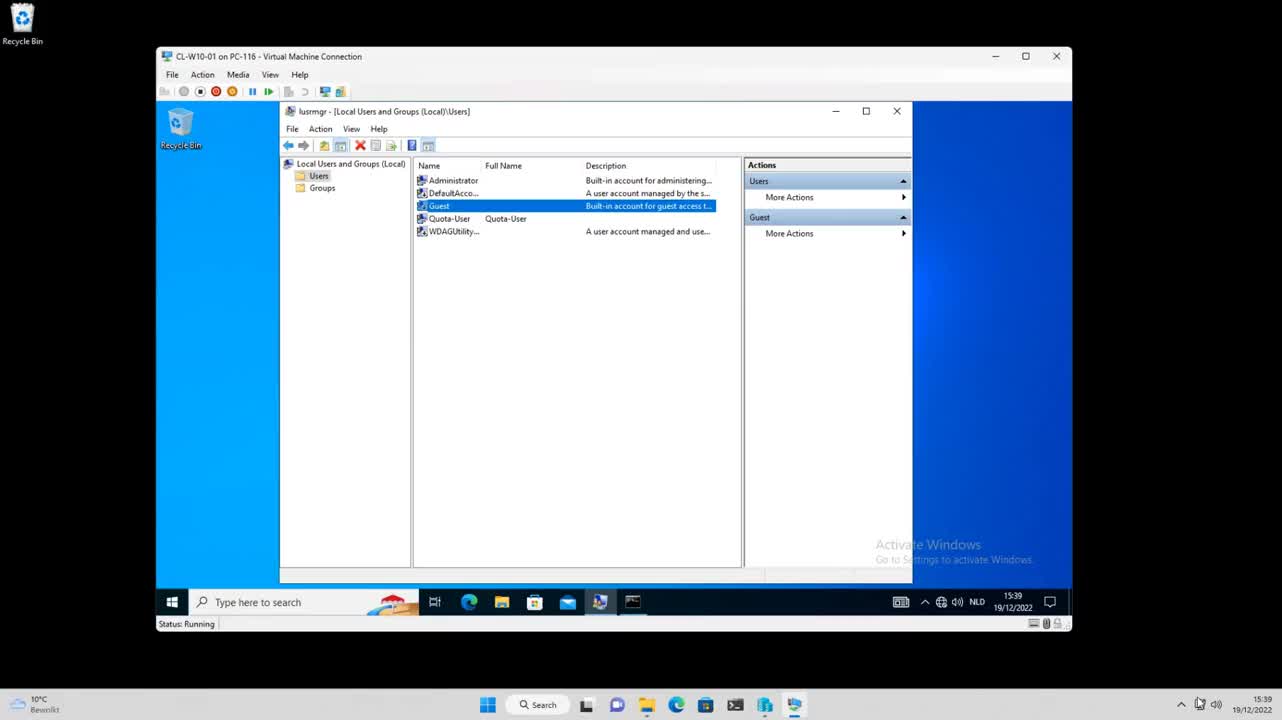 Recycle Bin
CL-W10-01 on PC-116 - Virtual Machine Connection
File Action Media View Help
Recycle Bin
lusrmgr - [Local Users and Groups (Local)\Users]
File Action View Help
Local Users and Groups (Local)
Users
Groups
Name Full Name Description
Administrator Built-in account for administering...
DefaultAcco... A user account managed by the s...
Guest Built-in account for guest access t...
Quota-User Quota-User
WDAGUtility... A user account managed and use...
Actions
Users
More Actions
Guest
More Actions
Activate Windows
Go to Settings to activate Windows.
Type here to search
NLD
15:39
19/12/2022
Status: Running
10°C
Bewolkt
Search
15:39
19/12/2022